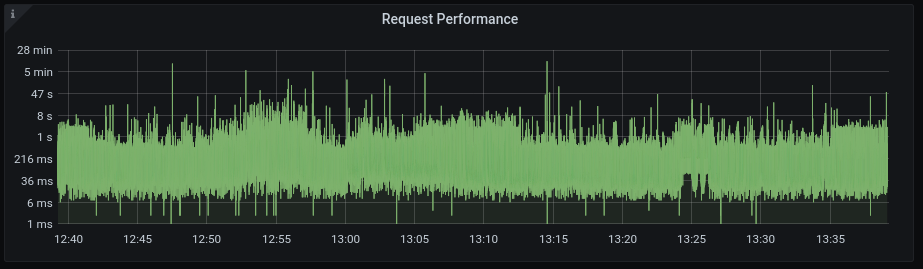 i
Request Performance
28 min
5 min
47 s
8 s
1 s
216 ms
36 ms
6 ms
1 ms
12:40 12:45 12:50 12:55 13:00 13:05 13:10 13:15 13:20 13:25 13:30 13:35